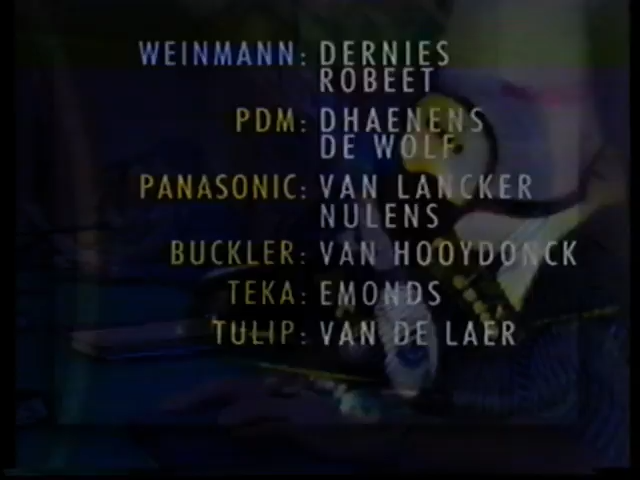 WEINMANN: DERNIES
ROBEET
PDM: DHAENENS
DE WOLF
PANASONIC: VAN LANCKER
NULENS
BUCKLER: VAN HOOYDONCK
TEKA: EMONDS
TULIP: VAN DE LAER